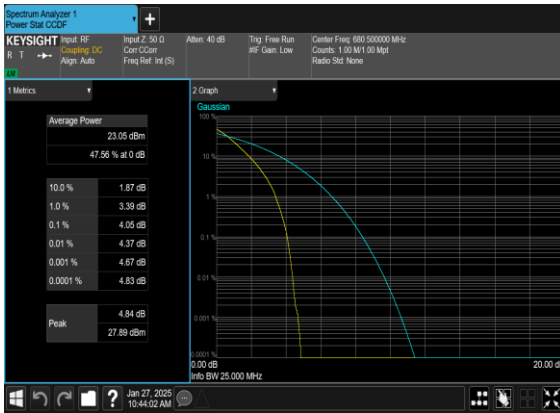 Spectrum Analyzer 1
Power Stat CCDF
KEYSIGHT
R T
LXI
Input: RF
Coupling: DC
Align: Auto
Input Z: 50 Ω
Corr CCorr
Freq Ref: Int (S)
Atten: 40 dB
Trig: Free Run
#IF Gain: Low
Center Freq: 680.500000 MHz
Counts: 1.00 M/1.00 Mpt
Radio Std: None
1 Metrics
Average Power
23.05 dBm
47.56 % at 0 dB
10.0 % 1.87 dB
1.0 % 3.39 dB
0.1 % 4.05 dB
0.01 % 4.37 dB
0.001 % 4.67 dB
0.0001 % 4.83 dB
Peak
4.84 dB
27.89 dBm
2 Graph
Gaussian
100 %
10 %
1 %
0.1 %
0.01 %
0.001 %
0.0001 %
0.00 dB
20.00 d
Info BW 25.000 MHz
Jan 27, 2025
10:44:02 AM